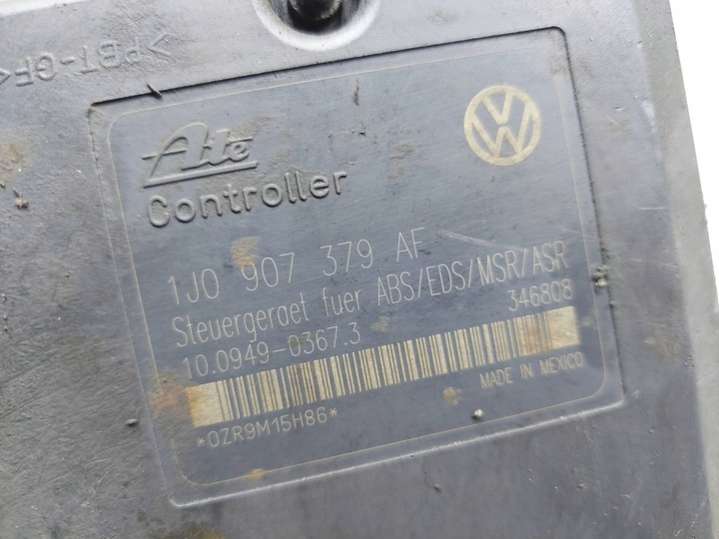 >PBT-GF<
Ate
Controller
1J0 907 379 AF
Steuergeraet fuer ABS/EDS/MSR/ASR
10.0949-0367.3 346808
MADE IN MEXICO
*0ZR9M15H86*